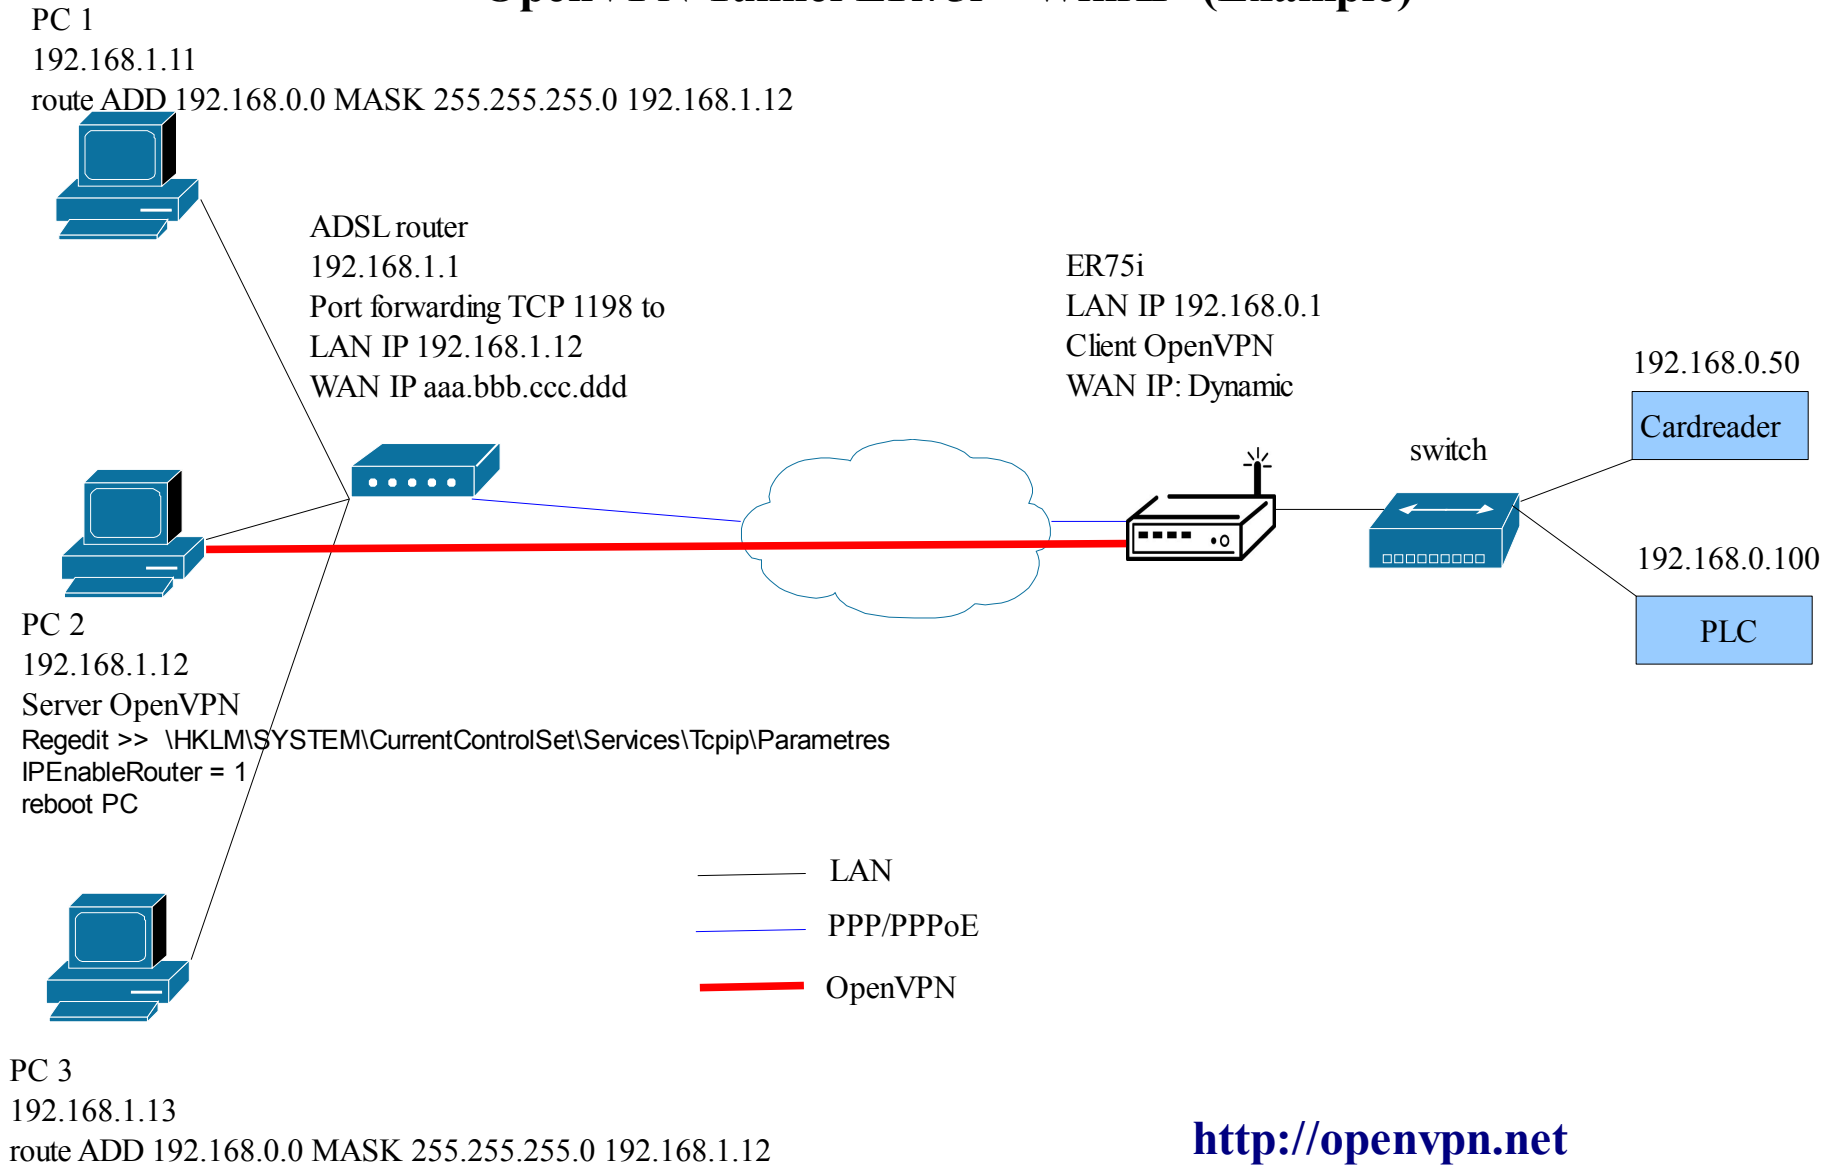 OpenVPN tunnel ER75i – WinXP (Example)
PC 1
192.168.1.11
route ADD 192.168.0.0 MASK 255.255.255.0 192.168.1.12
ADSL router
192.168.1.1
Port forwarding TCP 1198 to
LAN IP 192.168.1.12
WAN IP aaa.bbb.ccc.ddd
ER75i
LAN IP 192.168.0.1
Client OpenVPN
WAN IP: Dynamic
192.168.0.50
Cardreader
switch
192.168.0.100
PLC
PC 2
192.168.1.12
Server OpenVPN
Regedit >> \HKLM\SYSTEM\CurrentControlSet\Services\Tcpip\Parametres
IPEnableRouter = 1
reboot PC
LAN
PPP/PPPoE
OpenVPN
PC 3
192.168.1.13
route ADD 192.168.0.0 MASK 255.255.255.0 192.168.1.12
http://openvpn.net